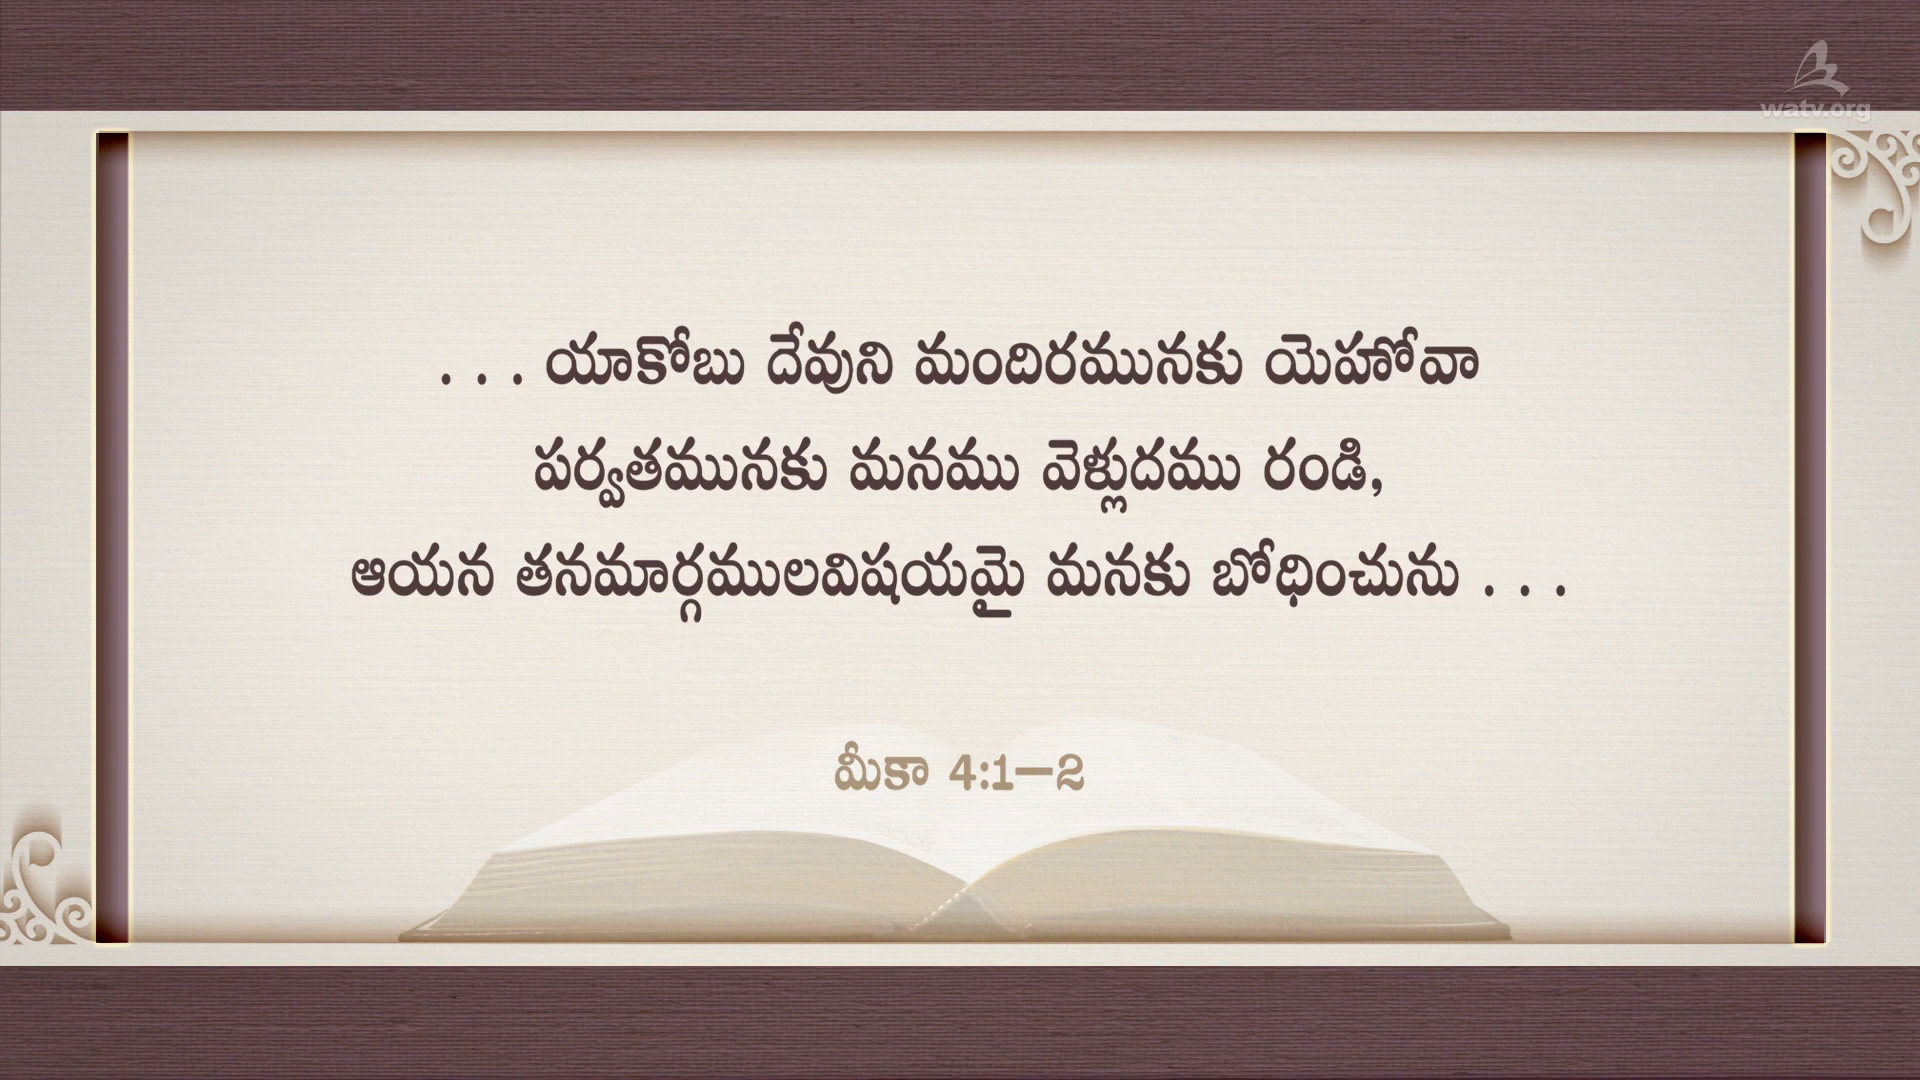 watv.org
. . . యాకోబు దేవుని మందిరమునకు యెహోవా
పర్వతమునకు మనము వెళ్లుదము రండి,
ఆయన తనమార్గములవిషయమై మనకు బోధించును . . .
మీకా 4:1–2